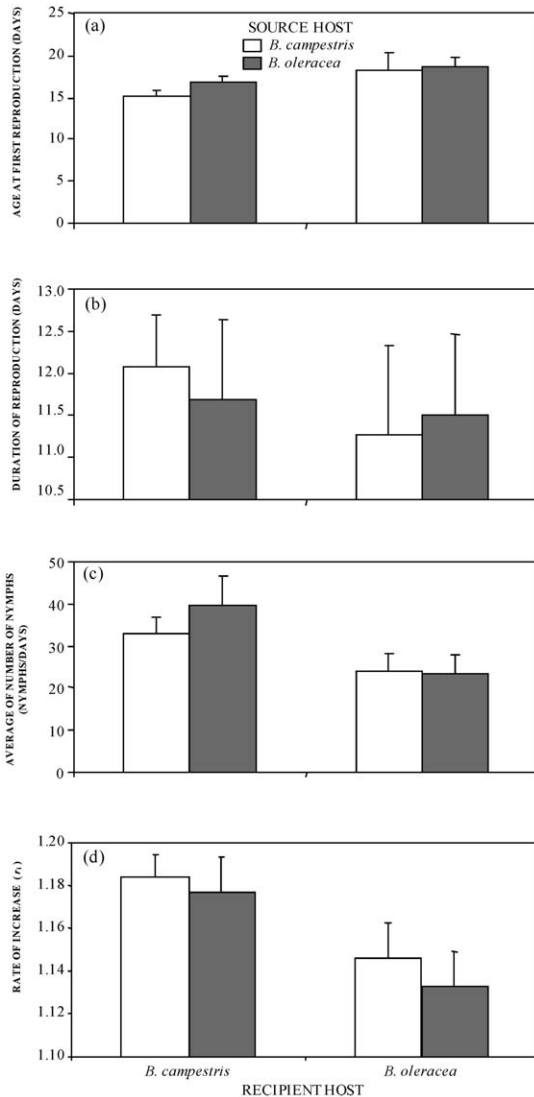 (a)
SOURCE HOST
B. campestris
B. oleracea
AGE AT FIRST REPRODUCTION (DAYS)
25
20
15
10
5
0
(b)
DURATION OF REPRODUCTION (DAYS)
13.0
12.5
12.0
11.5
11.0
10.5
(c)
AVERAGE OF NUMBER OF NYMPHS
(NYMPHS/DAYS)
50
40
30
20
10
0
(d)
RATE OF INCREASE (rᵢ)
1.20
1.18
1.16
1.14
1.12
1.10
B. campestris B. oleracea
RECIPIENT HOST